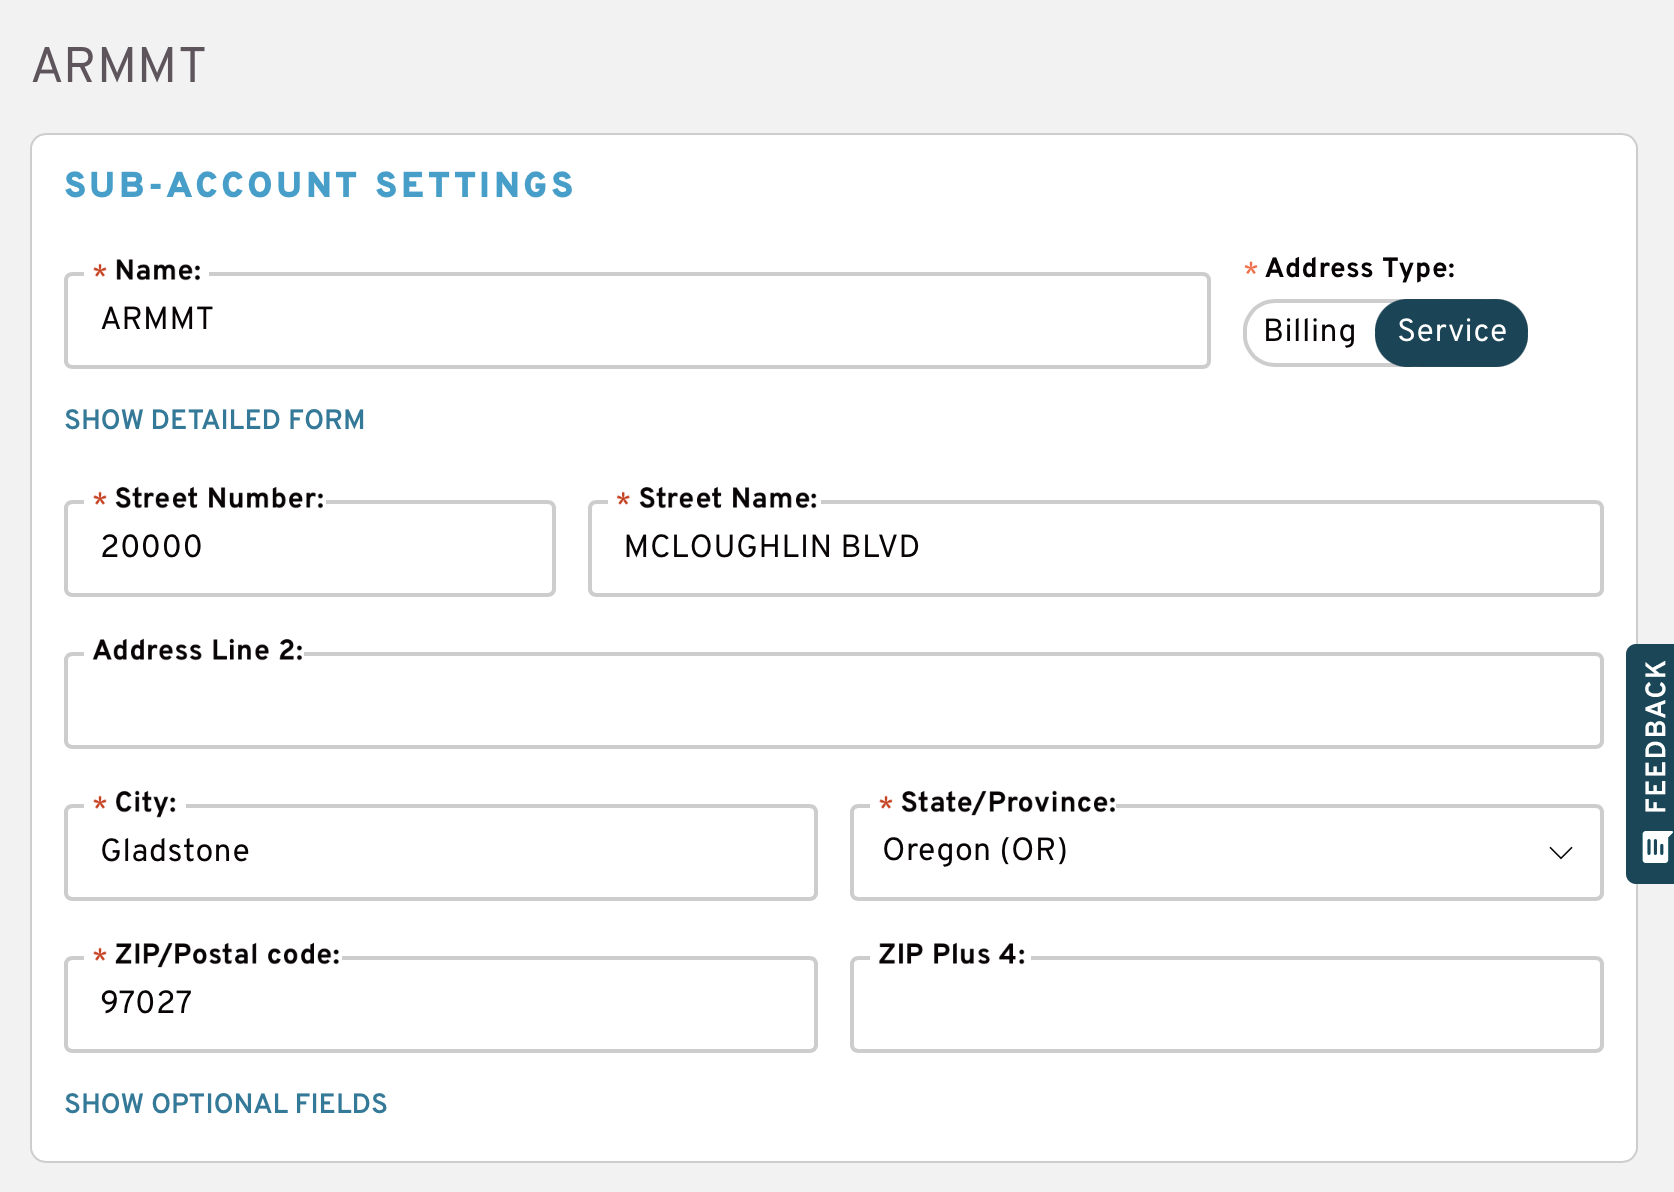 ARMMT
SUB-ACCOUNT SETTINGS
* Name:
ARMMT
* Address Type:
Billing Service
SHOW DETAILED FORM
* Street Number:
20000
* Street Name:
MCLOUGHLIN BLVD
Address Line 2:
* City:
Gladstone
* State/Province:
Oregon (OR)
* ZIP/Postal code:
97027
ZIP Plus 4:
SHOW OPTIONAL FIELDS
FEEDBACK